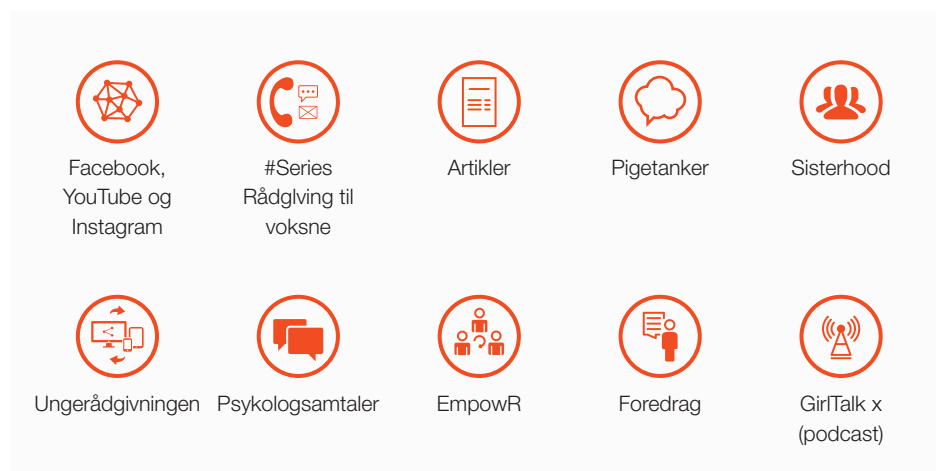 Facebook,
YouTube og
Instagram
#Series
Rådglving til
voksne
Artikler
Pigetanker
Sisterhood
Ungerådgivningen
Psykologsamtaler
EmpowR
Foredrag
GirlTalk x
(podcast)